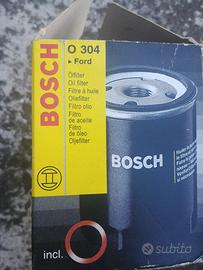 O 304
▸ Ford
BOSCH
Ölfilter
Oil filter
Filtre à huile
Oliefilter
Filtro olio
Filtro
de aceite
Filtro
de óleo
Oljefilter
BOSCH
incl.
subito